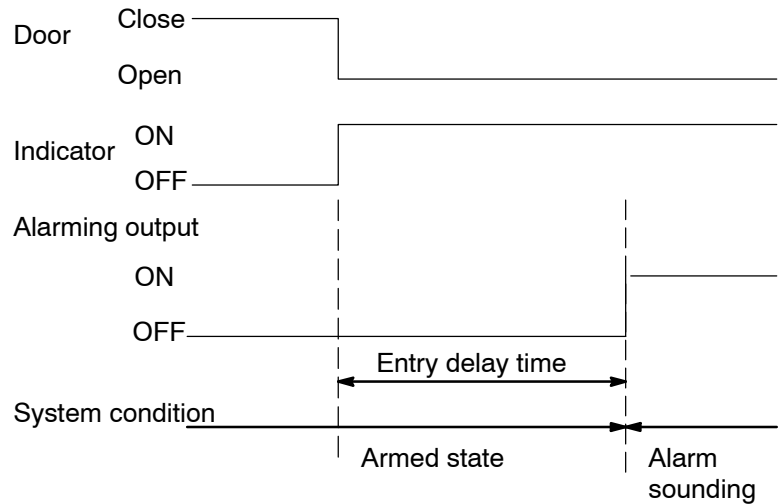 Close
Door
Open
ON
Indicator
OFF
Alarming output
ON
OFF
Entry delay time
System condition
Armed state
Alarm
sounding